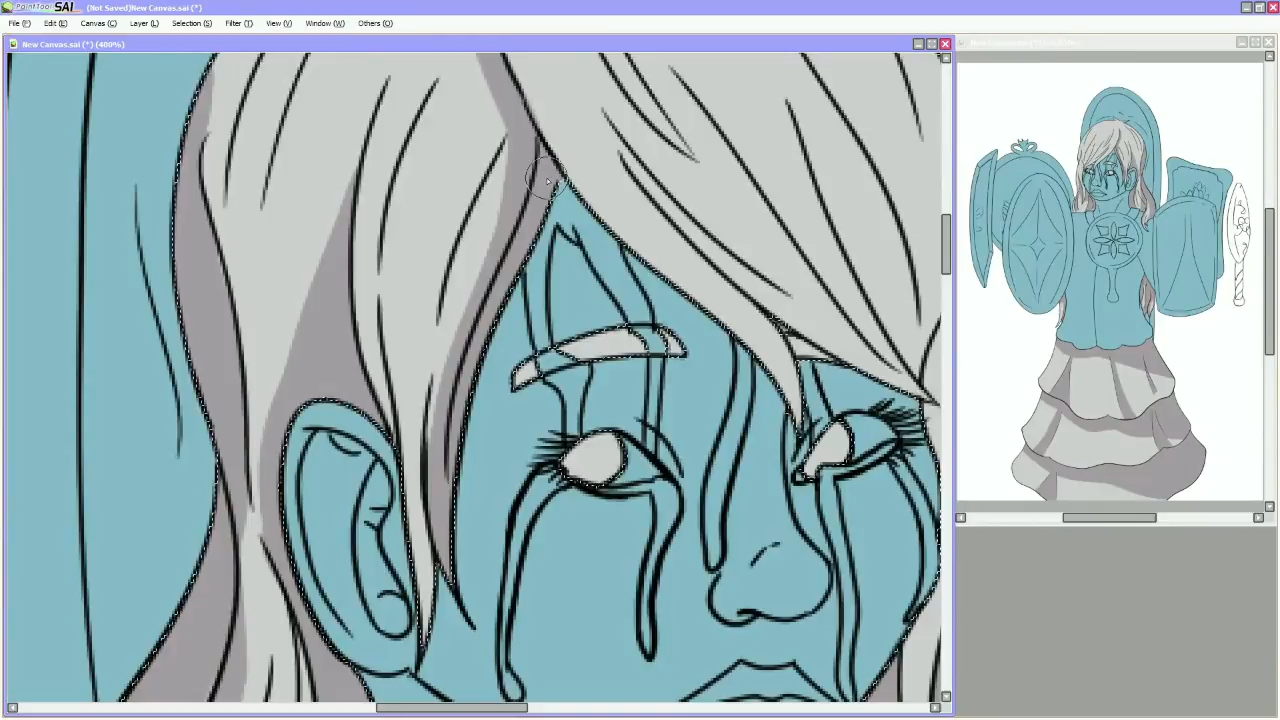 PaintTool SAI (Not Saved)New Canvas.sai (*)
File (F) Edit (E) Canvas (C) Layer (L) Selection (S) Filter (T) View (V) Window (W) Others (O)
New Canvas.sai (*) (400%)